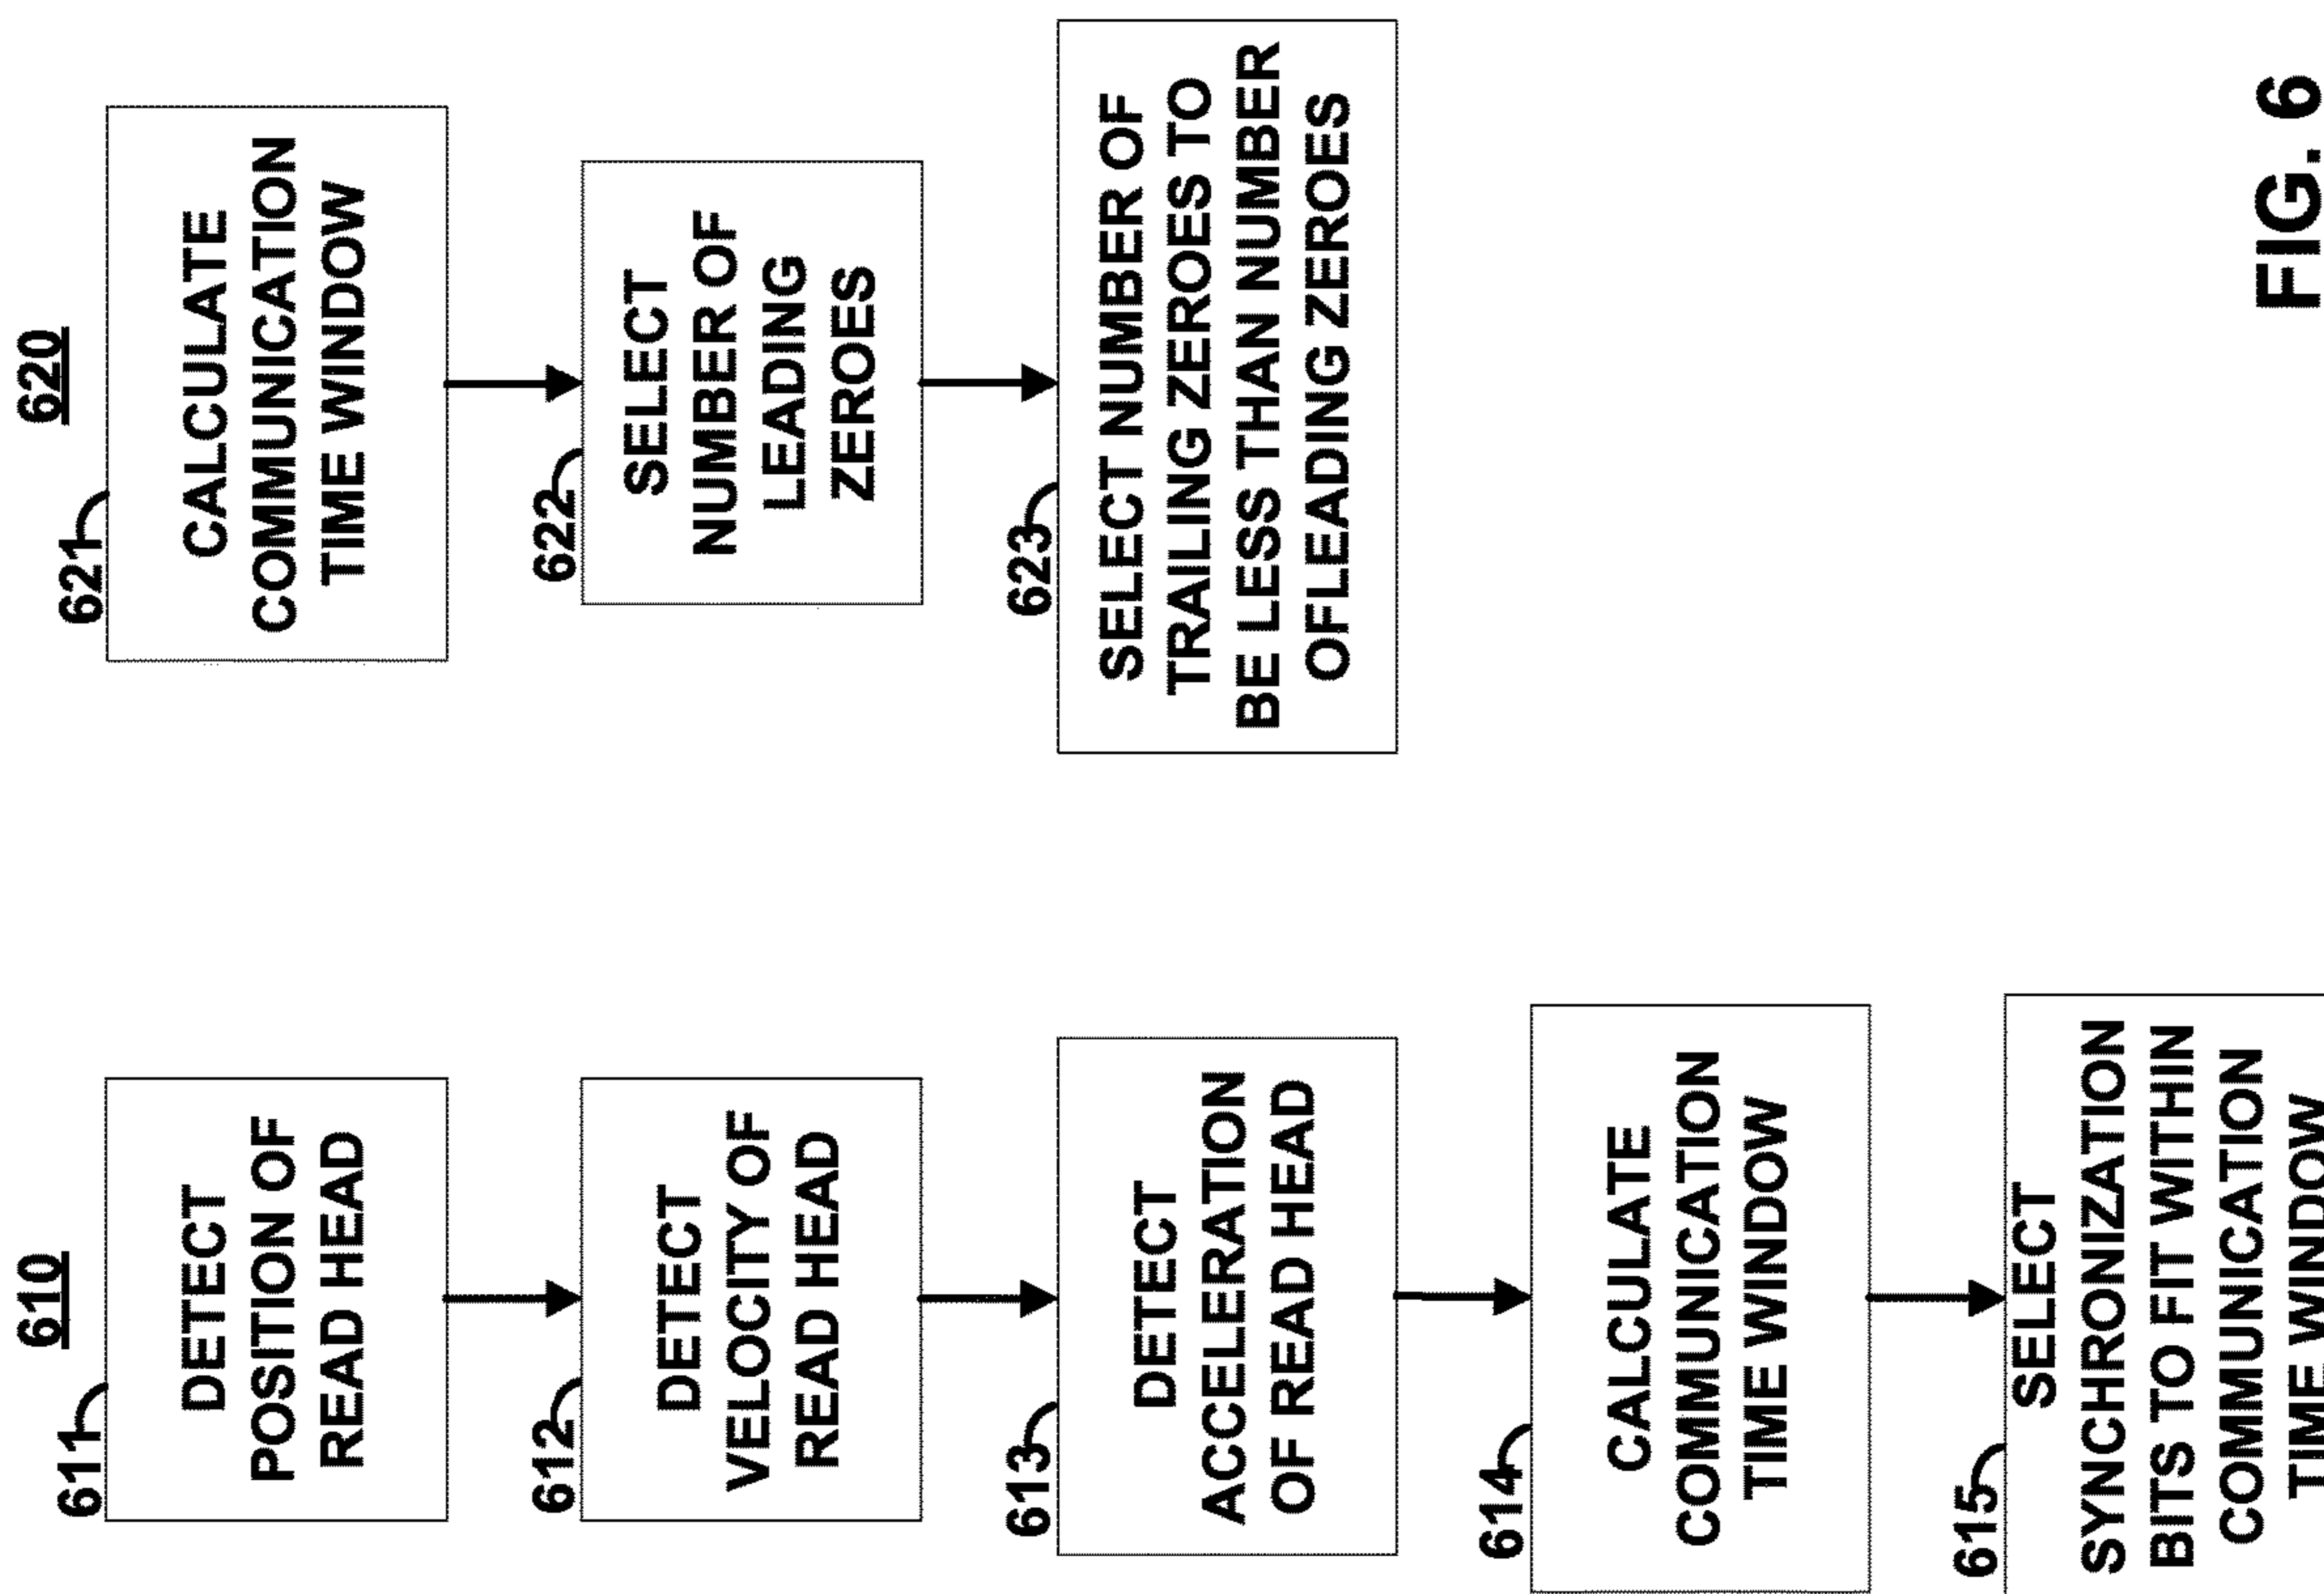 610
611
DETECT
POSITION OF
READ HEAD
612
DETECT
VELOCITY OF
READ HEAD
613
DETECT
ACCELERATION
OF READ HEAD
614
CALCULATE
COMMUNICATION
TIME WINDOW
615
SELECT
SYNCHRONIZATION
BITS TO FIT WITHIN
COMMUNICATION
TIME WINDOW
620
621
CALCULATE
COMMUNICATION
TIME WINDOW
622
SELECT
NUMBER OF
LEADING
ZEROES
623
SELECT NUMBER OF
TRAILING ZEROES TO
BE LESS THAN NUMBER
OFLEADING ZEROES
FIG. 6